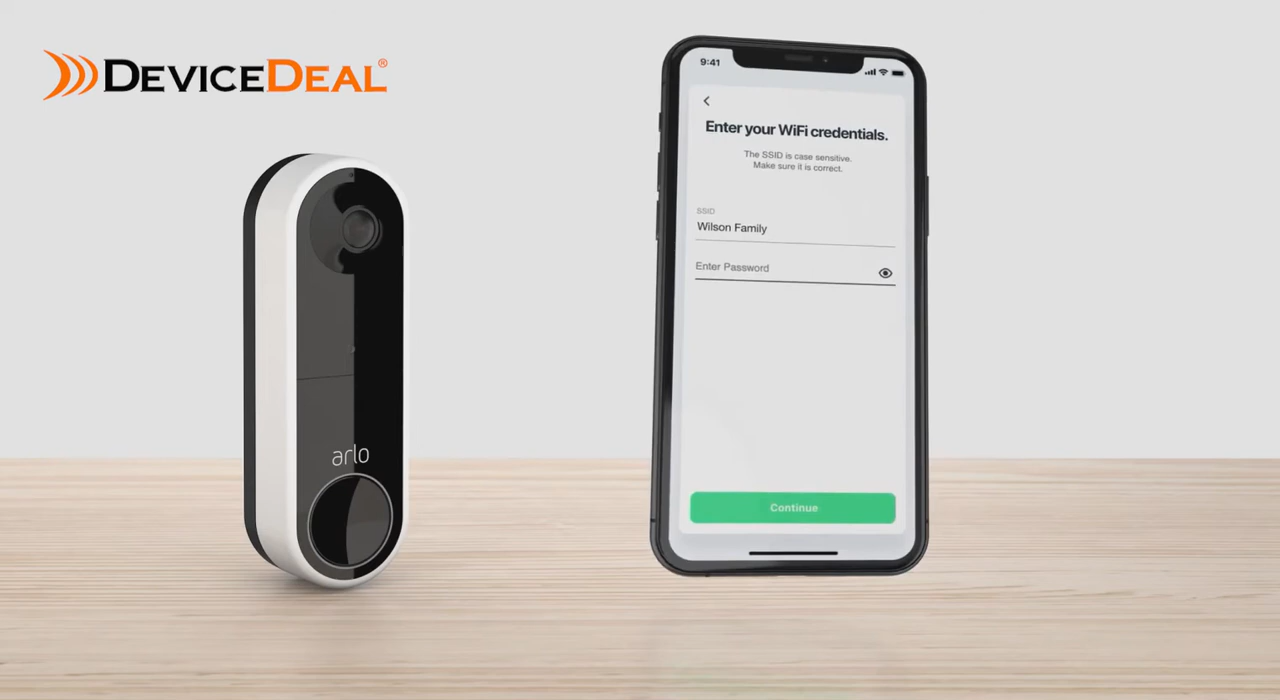 DEVICEDEAL®
9:41
Enter your WiFi credentials.
The SSID is case sensitive.
Make sure it is correct.
SSID
Wilson Family
Enter Password
Continue
arlo